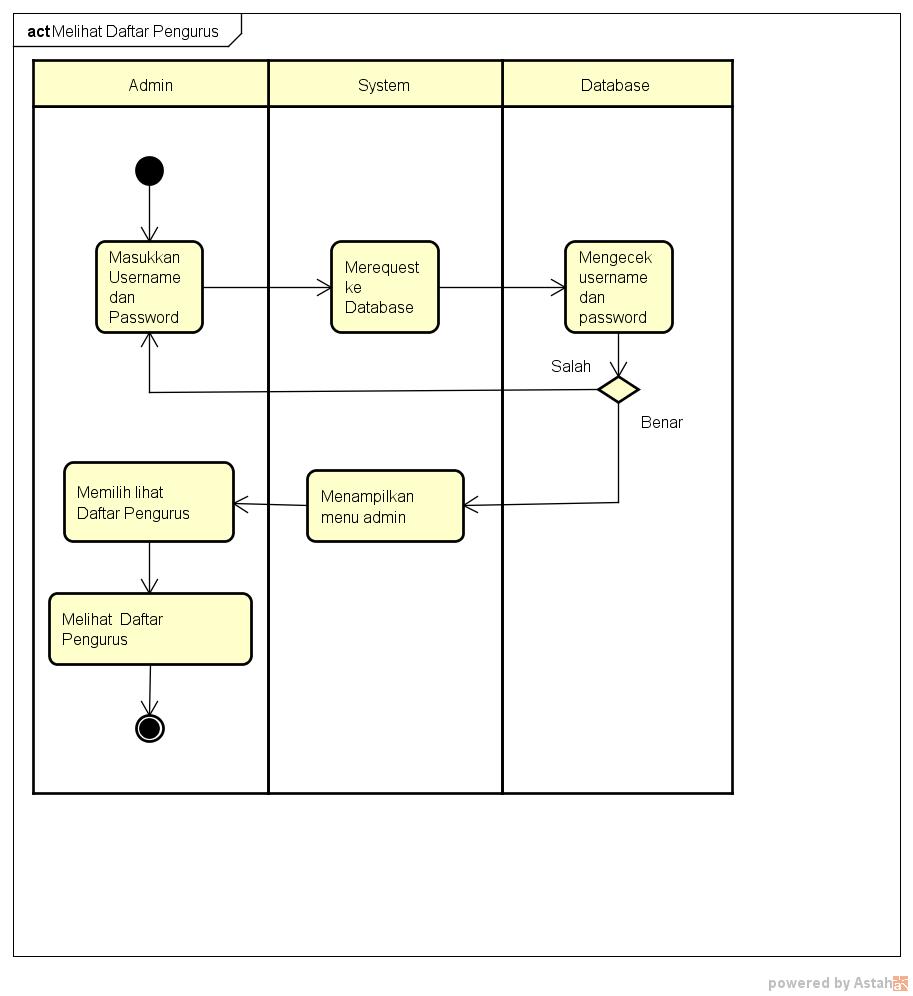 act Melihat Daftar Pengurus
Admin
System
Database
Masukkan
Username
dan
Password
Merequest
ke
Database
Mengecek
username
dan
password
Salah
Benar
Memilih lihat
Daftar Pengurus
Menampilkan
menu admin
Melihat Daftar
Pengurus
powered by Astah